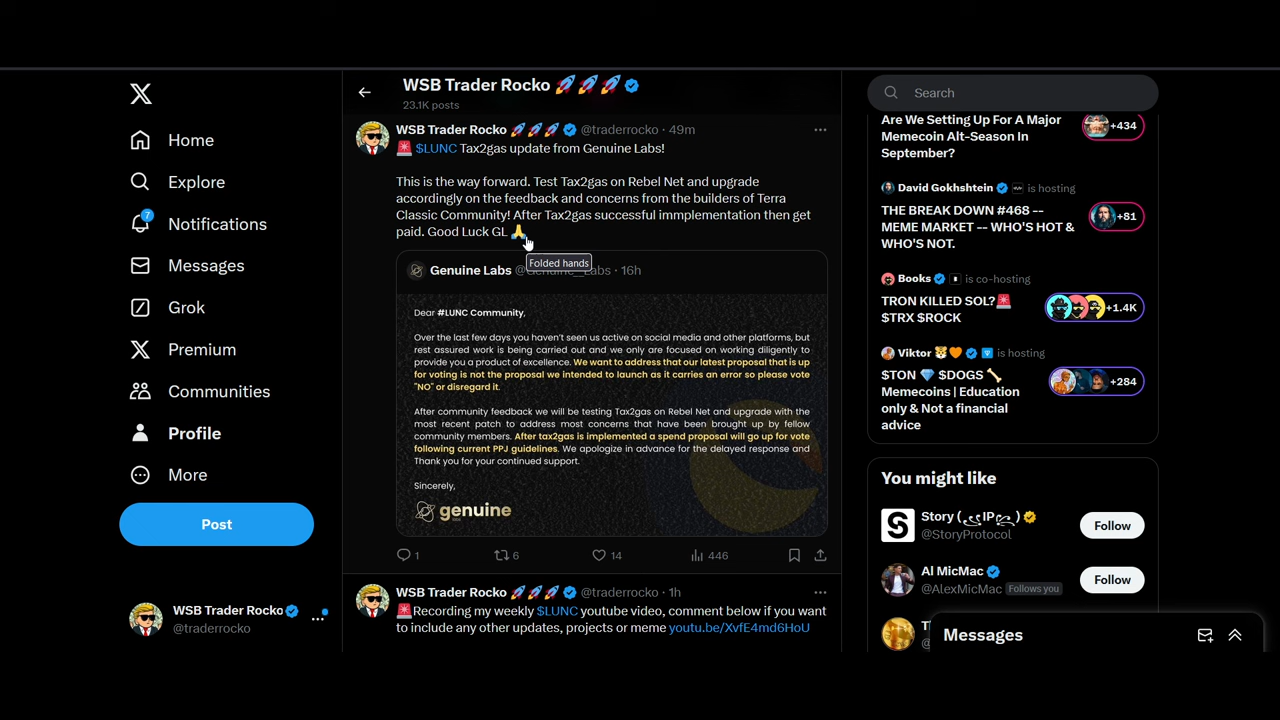 Home
Explore
7
Notifications
Messages
Grok
Premium
Communities
Profile
More
Post
WSB Trader Rocko
@traderrocko
WSB Trader Rocko 🚀🚀🚀
23.1K posts
WSB Trader Rocko 🚀🚀🚀 @traderrocko · 49m
🚨 $LUNC Tax2gas update from Genuine Labs!
This is the way forward. Test Tax2gas on Rebel Net and upgrade
accordingly on the feedback and concerns from the builders of Terra
Classic Community! After Tax2gas successful immplementation then get
paid. Good Luck GL 🙏
Folded hands
Genuine Labs · 16h
Dear #LUNC Community,
Over the last few days you haven't seen us active on social media and other platforms, but
rest assured work is being carried out and we only are focused on working diligently to
provide you a product of excellence. We want to address that our latest proposal that is up
for voting is not the proposal we intended to launch as it carries an error so please vote
"NO" or disregard it.
After community feedback we will be testing Tax2gas on Rebel Net and upgrade with the
most recent patch to address most concerns that have been brought up by fellow
community members. After tax2gas is implemented a spend proposal will go up for vote
following current PPJ guidelines. We apologize in advance for the delayed response and
Thank you for your continued support.
Sincerely,
genuine
1
6
14
446
WSB Trader Rocko 🚀🚀🚀 @traderrocko · 1h
🚨Recording my weekly $LUNC youtube video, comment below if you want
to include any other updates, projects or meme youtu.be/XvfE4md6HoU
Search
Are We Setting Up For A Major
Memecoin Alt-Season In
September?
+434
David Gokhshtein is hosting
THE BREAK DOWN #468 --
MEME MARKET -- WHO'S HOT &
WHO'S NOT.
+81
Books is co-hosting
TRON KILLED SOL?🚨
$TRX $ROCK
+1.4K
Viktor 🐯🧡 is hosting
$TON 💎 $DOGS 🦴
Memecoins | Education
only & Not a financial
advice
+284
You might like
Story
@StoryProtocol
Follow
Al MicMac
@AlexMicMac Follows you
Follow
Messages